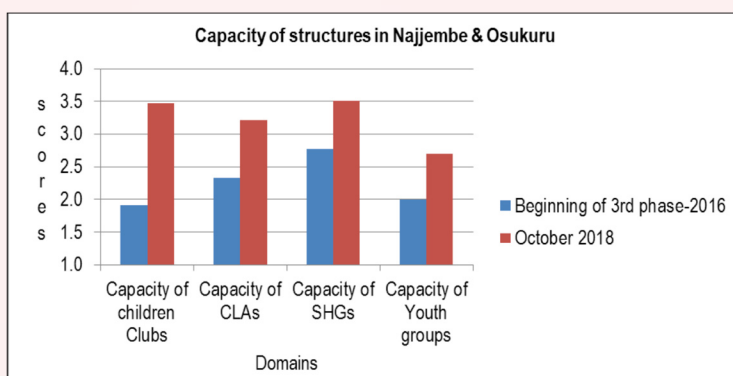 Capacity of structures in Najjembe & Osukuru
scores
4.0
3.5
3.0
2.5
2.0
1.5
1.0
Capacity of
children
Clubs
Capacity of
CLAs
Capacity of
SHGs
Capacity of
Youth
groups
Domains
Beginning of 3rd phase-2016
October 2018